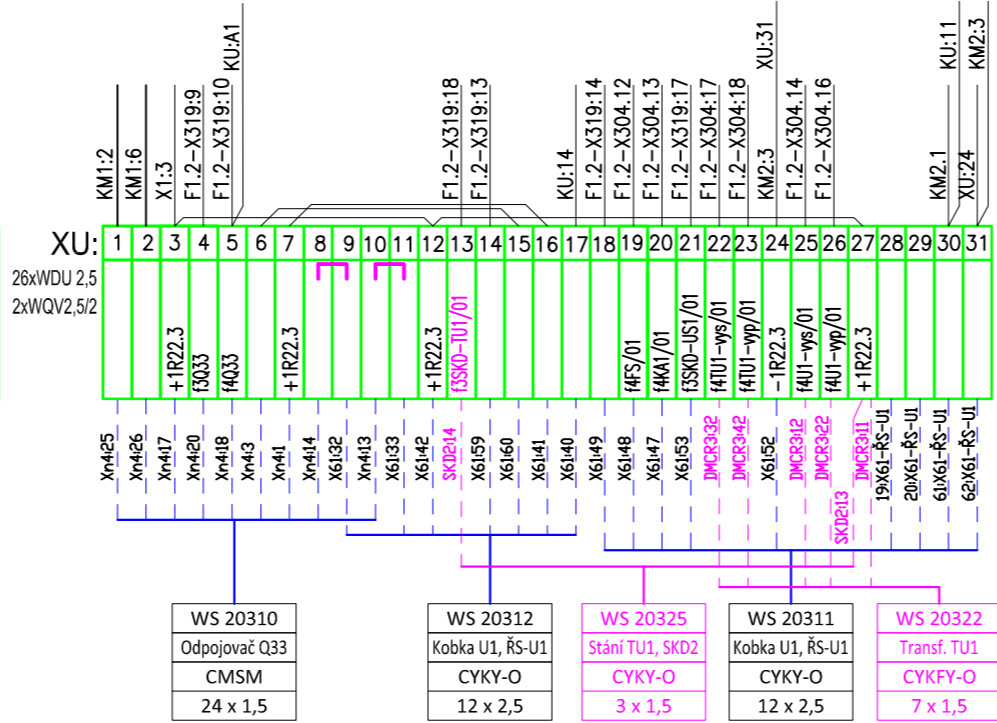 KM1:2
KM1:6
X1:3
F1.2-X319:9
F1.2-X319:10
KU:A1
F1.2-X319:18
F1.2-X319:13
KU:14
F1.2-X319:14
F1.2-X304.12
F1.2-X304.13
F1.2-X319:17
F1.2-X304:17
F1.2-X304:18
KM2:3
XU:31
F1.2-X304.14
F1.2-X304.16
KM2.1
KU:11
XU:24
KM2:3
XU: 1 2 3 4 5 6 7 8 9 10 11 12 13 14 15 16 17 18 19 20 21 22 23 24 25 26 27 28 29 30 31
26xWDU 2,5
2xWQV2,5/2
+1R22.3
f3Q33
f4Q33
+1R22.3
+1R22.3
f3SKD-TU1/01
f4FS/01
f4KA1/01
f3SKD-US1/01
f4TU1-vys/01
f4TU1-vyp/01
-1R22.3
f4U1-vys/01
f4U1-vyp/01
+1R22.3
Xn4:25
Xn4:26
Xn4:17
Xn4:20
Xn4:18
Xn4:3
Xn4:1
Xn4:14
X61:32
Xn4:13
X61:33
X61:42
SKD2:14
X61:59
X61:60
X61:41
X61:40
X61:49
X61:48
X61:47
X61:53
DMCR3:32
DMCR3:42
X61:52
DMCR3:12
DMCR3:22
SKD2:13
DMCR3:11
19:X61-ŘS-U1
20:X61-ŘS-U1
61:X61-ŘS-U1
62:X61-ŘS-U1
WS 20310
Odpojovač Q33
CMSM
24 x 1,5
WS 20312
Kobka U1, ŘS-U1
CYKY-O
12 x 2,5
WS 20325
Stání TU1, SKD2
CYKY-O
3 x 1,5
WS 20311
Kobka U1, ŘS-U1
CYKY-O
12 x 2,5
WS 20322
Transf. TU1
CYKFY-O
7 x 1,5